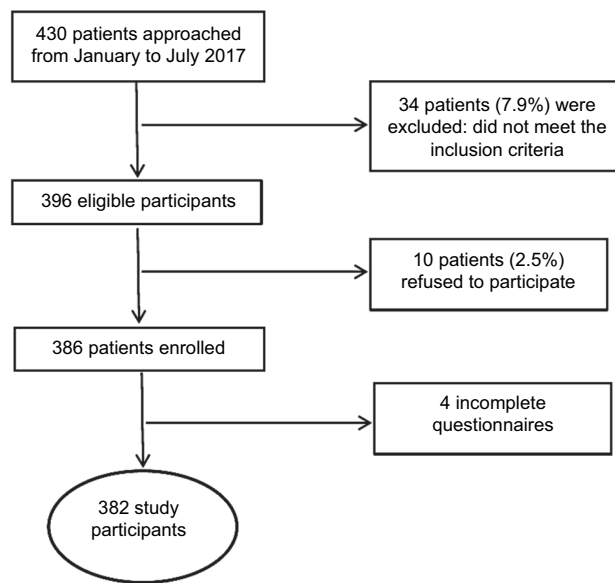 430 patients approached
from January to July 2017
34 patients (7.9%) were
excluded: did not meet the
inclusion criteria
396 eligible participants
10 patients (2.5%)
refused to participate
386 patients enrolled
4 incomplete
questionnaires
382 study
participants